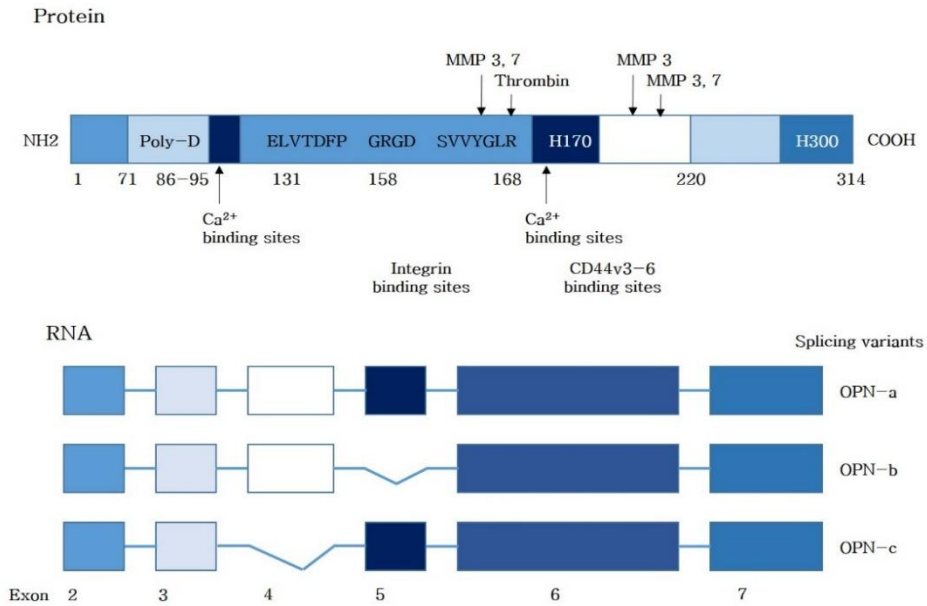 Protein
MMP 3, 7
MMP 3
Thrombin
MMP 3, 7
NH2
Poly-D
ELVTDFP
GRGD
SVVYGLR
H170
H300
COOH
1
71
86-95
131
158
168
220
314
Ca²⁺
binding sites
Ca²⁺
binding sites
Integrin
binding sites
CD44v3-6
binding sites
RNA
Splicing variants
OPN-a
OPN-b
OPN-c
Exon 2 3 4 5 6 7